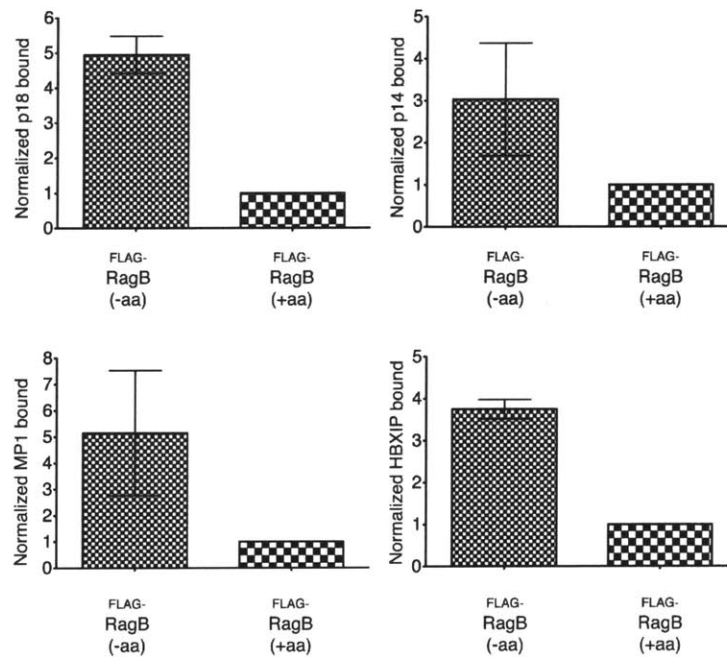 Normalized p18 bound
6
5
4
3
2
1
0
FLAG-
RagB
(-aa)
FLAG-
RagB
(+aa)
Normalized p14 bound
5
4
3
2
1
0
FLAG-
RagB
(-aa)
FLAG-
RagB
(+aa)
Normalized MP1 bound
8
7
6
5
4
3
2
1
0
FLAG-
RagB
(-aa)
FLAG-
RagB
(+aa)
Normalized HBXIP bound
5
4
3
2
1
0
FLAG-
RagB
(-aa)
FLAG-
RagB
(+aa)